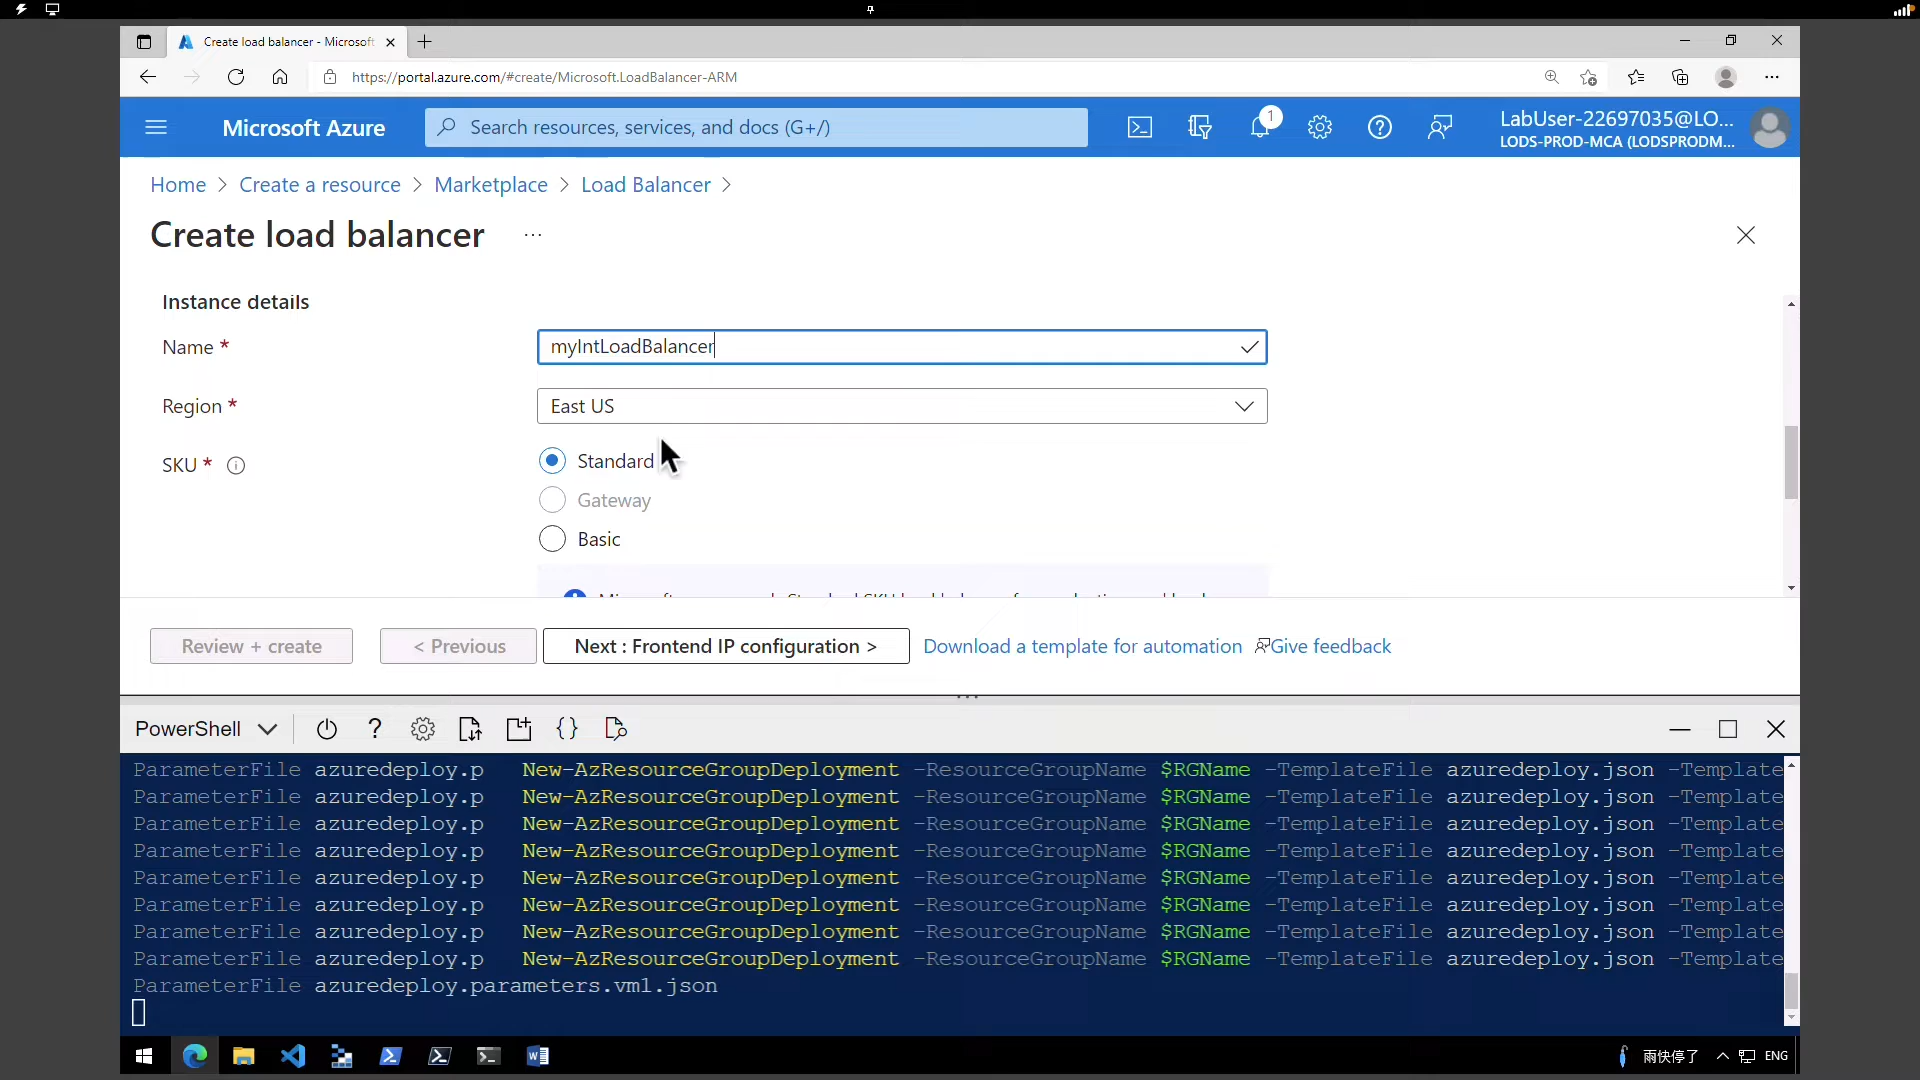 Create load balancer - Microsoft
https://portal.azure.com/#create/Microsoft.LoadBalancer-ARM
Microsoft Azure
Search resources, services, and docs (G+/)
1
LabUser-22697035@LO...
LODS-PROD-MCA (LODSPRODM...
Home > Create a resource > Marketplace > Load Balancer >
Create load balancer ...
Instance details
Name *
myIntLoadBalancer
Region *
East US
SKU *
Standard
Gateway
Basic
Review + create
< Previous
Next : Frontend IP configuration >
Download a template for automation
Give feedback
PowerShell
ParameterFile azuredeploy.p New-AzResourceGroupDeployment -ResourceGroupName $RGName -TemplateFile azuredeploy.json -Template
ParameterFile azuredeploy.p New-AzResourceGroupDeployment -ResourceGroupName $RGName -TemplateFile azuredeploy.json -Template
ParameterFile azuredeploy.p New-AzResourceGroupDeployment -ResourceGroupName $RGName -TemplateFile azuredeploy.json -Template
ParameterFile azuredeploy.p New-AzResourceGroupDeployment -ResourceGroupName $RGName -TemplateFile azuredeploy.json -Template
ParameterFile azuredeploy.p New-AzResourceGroupDeployment -ResourceGroupName $RGName -TemplateFile azuredeploy.json -Template
ParameterFile azuredeploy.p New-AzResourceGroupDeployment -ResourceGroupName $RGName -TemplateFile azuredeploy.json -Template
ParameterFile azuredeploy.p New-AzResourceGroupDeployment -ResourceGroupName $RGName -TemplateFile azuredeploy.json -Template
ParameterFile azuredeploy.p New-AzResourceGroupDeployment -ResourceGroupName $RGName -TemplateFile azuredeploy.json -Template
ParameterFile azuredeploy.parameters.vm1.json
雨快停了
ENG